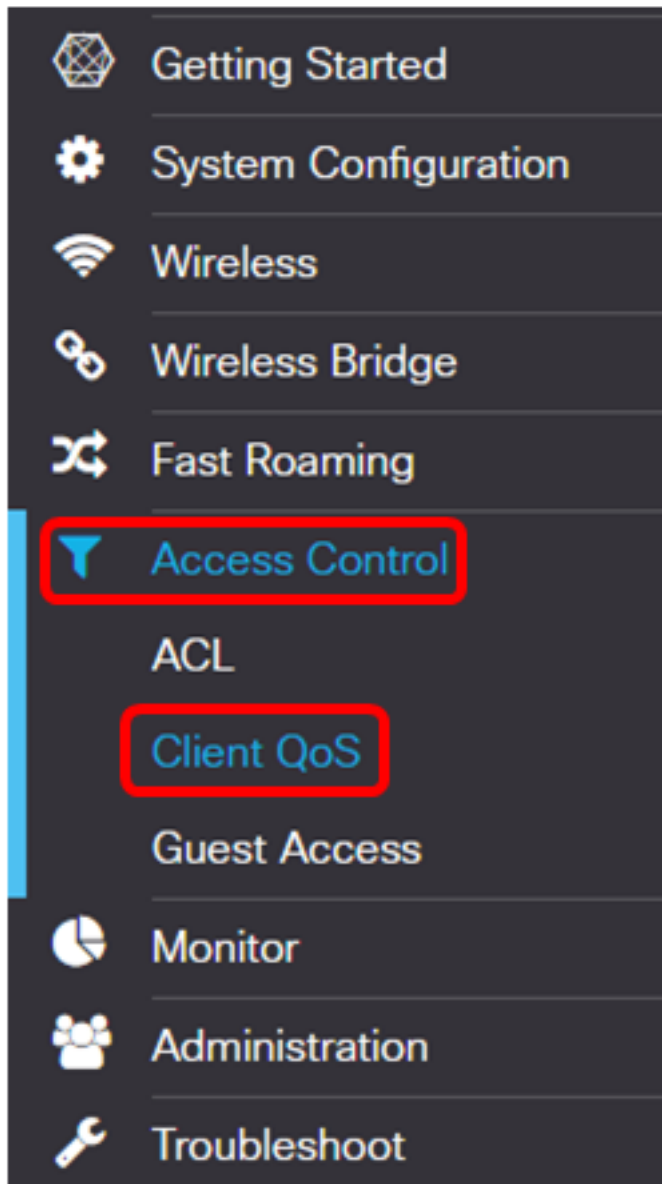 Getting Started
System Configuration
Wireless
Wireless Bridge
Fast Roaming
Access Control
ACL
Client QoS
Guest Access
Monitor
Administration
Troubleshoot